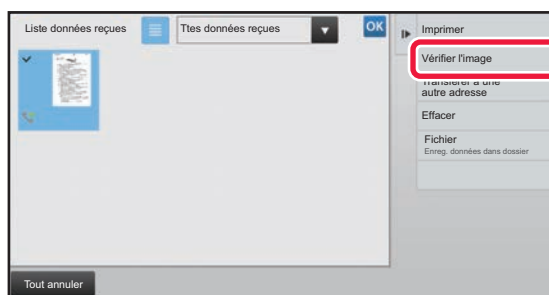 Liste données reçues
Ttes données reçues
OK
Imprimer
Vérifier l'image
Transférer à une
autre adresse
Effacer
Fichier
Enreg. données dans dossier
Tout annuler